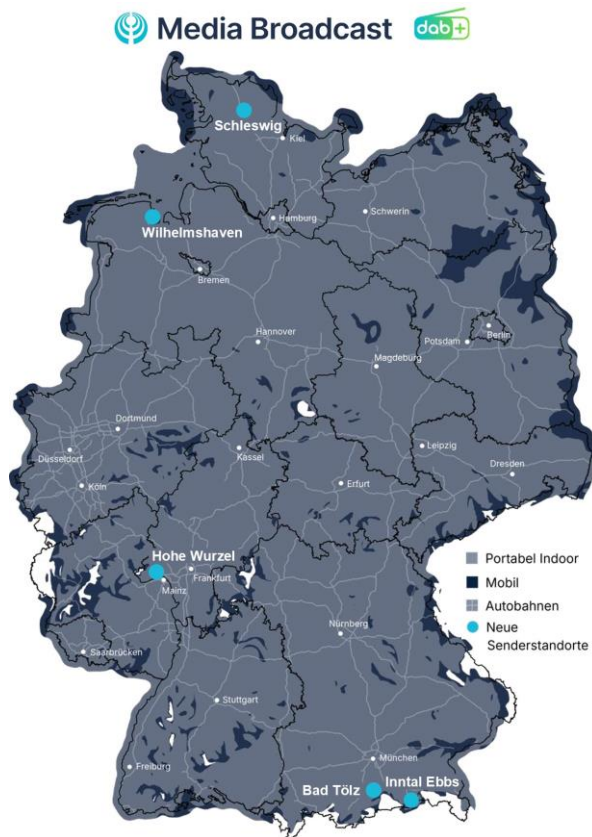 Media Broadcast
dab+
Schleswig
Kiel
Wilhelmshaven
Hamburg
Schwerin
Bremen
Hannover
Potsdam
Berlin
Magdeburg
Dortmund
Düsseldorf
Kassel
Leipzig
Dresden
Köln
Erfurt
Hohe Wurzel
Frankfurt
Mainz
Portabel Indoor
Mobil
Autobahnen
Neue
Senderstandorte
Nürnberg
Saarbrücken
Stuttgart
Freiburg
München
Bad Tölz
Inntal Ebbs